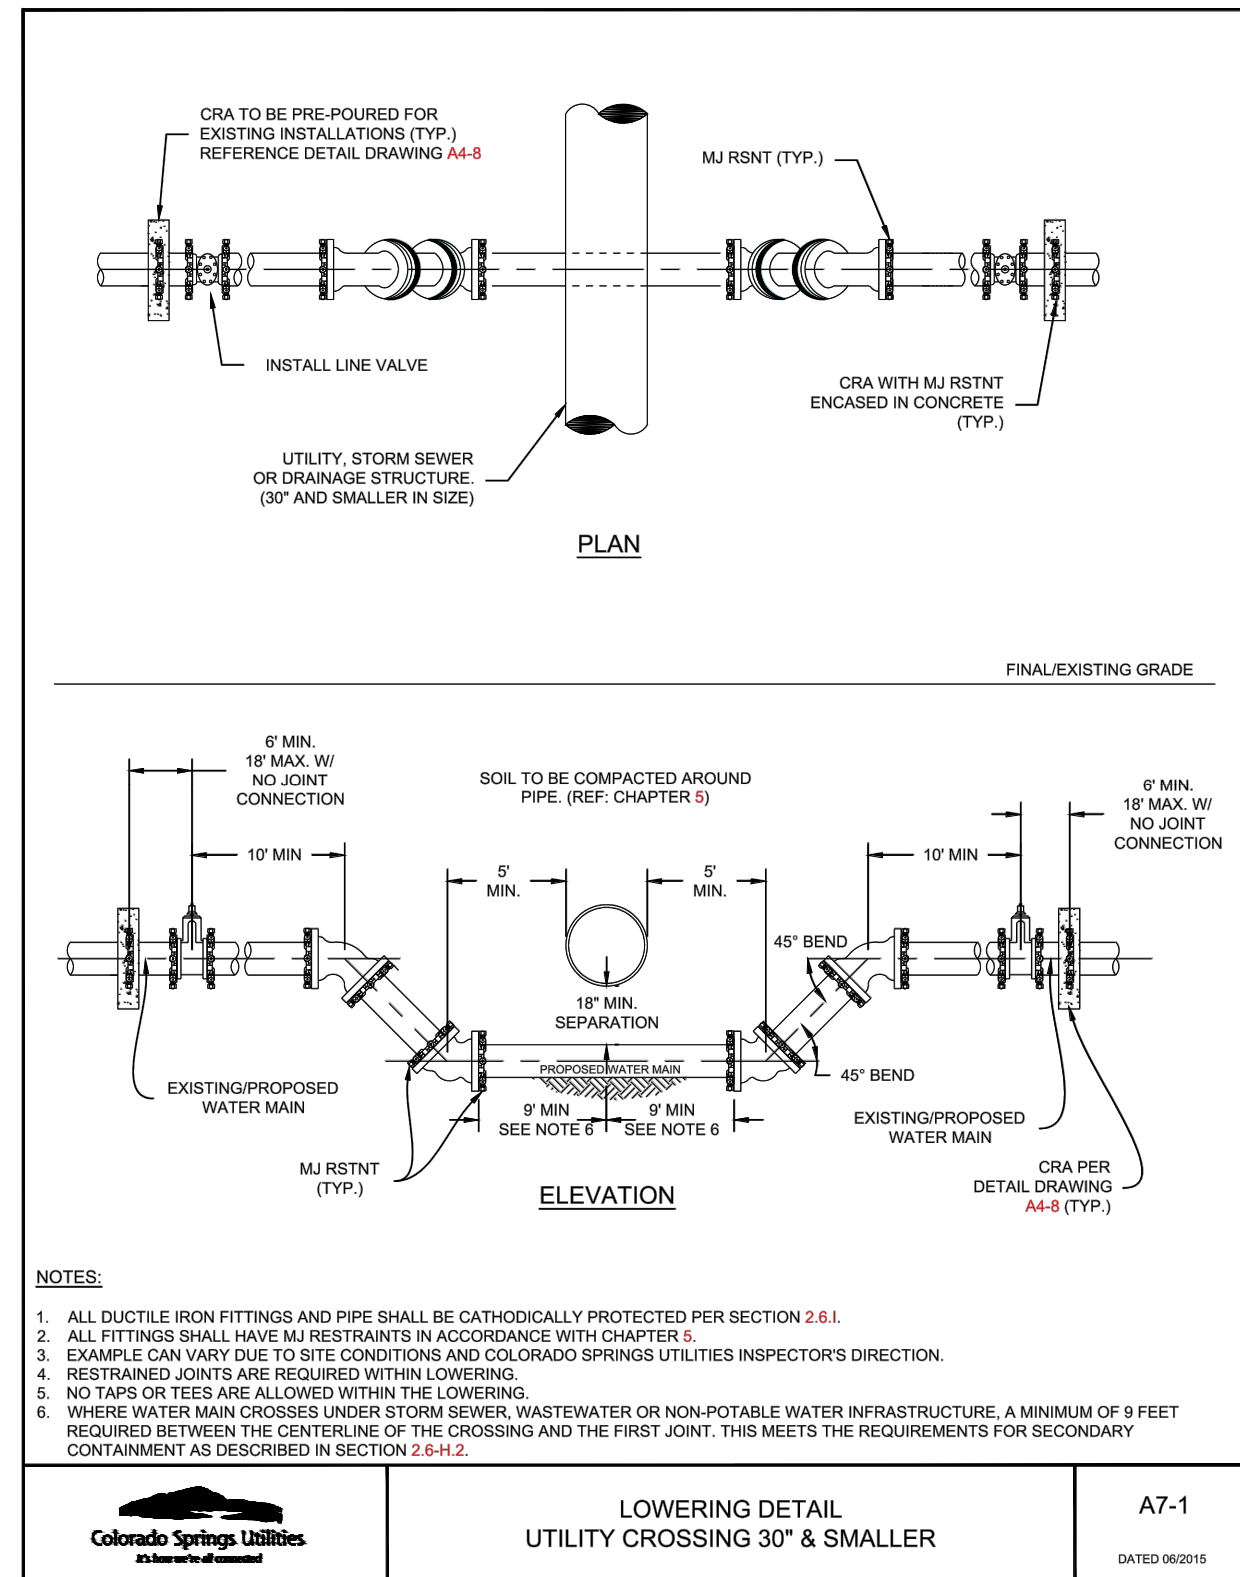 CRA TO BE PRE-POURED FOR
EXISTING INSTALLATIONS (TYP.)
REFERENCE DETAIL DRAWING A4-8
MJ RSNT (TYP.)
INSTALL LINE VALVE
CRA WITH MJ RSTNT
ENCASED IN CONCRETE
(TYP.)
UTILITY, STORM SEWER
OR DRAINAGE STRUCTURE.
(30" AND SMALLER IN SIZE)
PLAN
FINAL/EXISTING GRADE
6' MIN.
18' MAX. W/
NO JOINT
CONNECTION
SOIL TO BE COMPACTED AROUND
PIPE. (REF: CHAPTER 5)
6' MIN.
18' MAX. W/
NO JOINT
CONNECTION
10' MIN
5'
MIN.
5'
MIN.
10' MIN
45° BEND
18" MIN.
SEPARATION
PROPOSED WATER MAIN
45° BEND
EXISTING/PROPOSED
WATER MAIN
9' MIN
SEE NOTE 6
9' MIN
SEE NOTE 6
EXISTING/PROPOSED
WATER MAIN
MJ RSTNT
(TYP.)
CRA PER
DETAIL DRAWING
A4-8 (TYP.)
ELEVATION
NOTES:
1. ALL DUCTILE IRON FITTINGS AND PIPE SHALL BE CATHODICALLY PROTECTED PER SECTION 2.6.I.
2. ALL FITTINGS SHALL HAVE MJ RESTRAINTS IN ACCORDANCE WITH CHAPTER 5.
3. EXAMPLE CAN VARY DUE TO SITE CONDITIONS AND COLORADO SPRINGS UTILITIES INSPECTOR'S DIRECTION.
4. RESTRAINED JOINTS ARE REQUIRED WITHIN LOWERING.
5. NO TAPS OR TEES ARE ALLOWED WITHIN THE LOWERING.
6. WHERE WATER MAIN CROSSES UNDER STORM SEWER, WASTEWATER OR NON-POTABLE WATER INFRASTRUCTURE, A MINIMUM OF 9 FEET
REQUIRED BETWEEN THE CENTERLINE OF THE CROSSING AND THE FIRST JOINT. THIS MEETS THE REQUIREMENTS FOR SECONDARY
CONTAINMENT AS DESCRIBED IN SECTION 2.6-H.2.
Colorado Springs Utilities
It's how we're all connected
LOWERING DETAIL
UTILITY CROSSING 30" & SMALLER
A7-1
DATED 06/2015